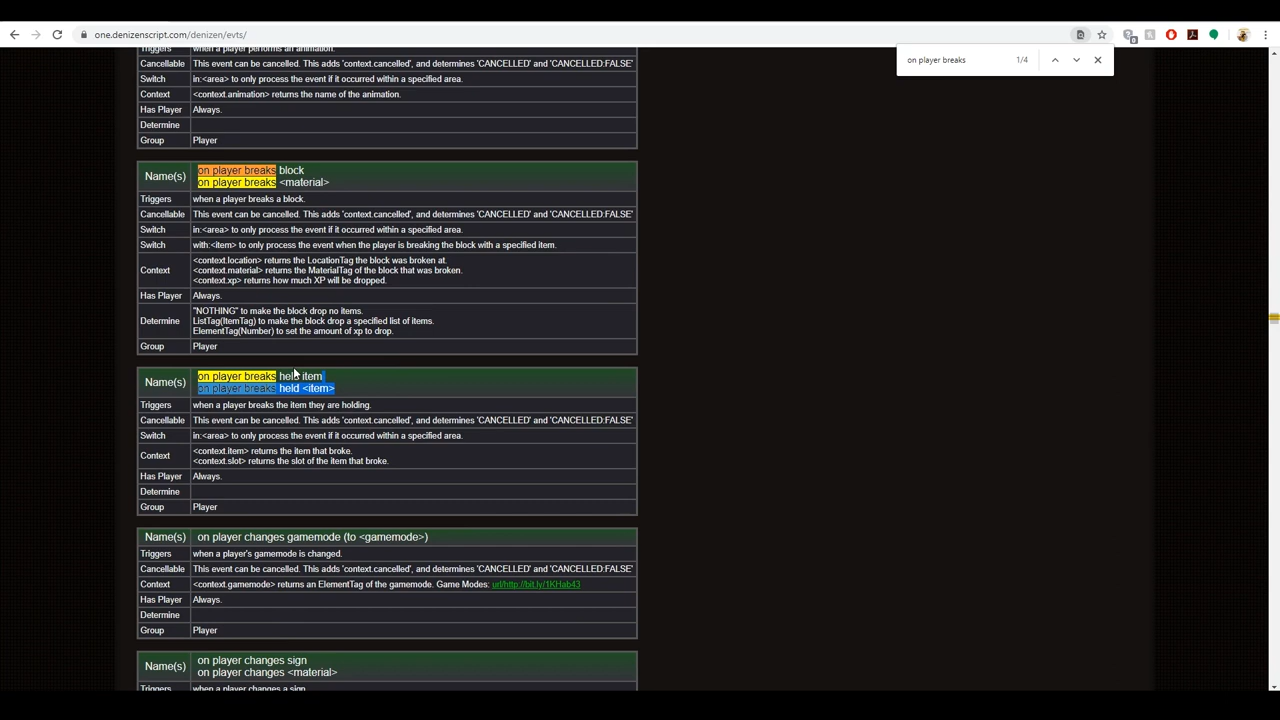 one.denizenscript.com/denizen/evts/
on player breaks 1/4
Triggers when a player performs an animation.
Cancellable This event can be cancelled. This adds 'context.cancelled', and determines 'CANCELLED' and 'CANCELLED:FALSE'
Switch in:<area> to only process the event if it occurred within a specified area.
Context <context.animation> returns the name of the animation.
Has Player Always.
Determine
Group Player
Name(s) on player breaks block
on player breaks <material>
Triggers when a player breaks a block.
Cancellable This event can be cancelled. This adds 'context.cancelled', and determines 'CANCELLED' and 'CANCELLED:FALSE'
Switch in:<area> to only process the event if it occurred within a specified area.
Switch with:<item> to only process the event when the player is breaking the block with a specified item.
Context <context.location> returns the LocationTag the block was broken at.
<context.material> returns the MaterialTag of the block that was broken.
<context.xp> returns how much XP will be dropped.
Has Player Always.
Determine "NOTHING" to make the block drop no items.
ListTag(ItemTag) to make the block drop a specified list of items.
ElementTag(Number) to set the amount of xp to drop.
Group Player
Name(s) on player breaks held item
on player breaks held <item>
Triggers when a player breaks the item they are holding.
Cancellable This event can be cancelled. This adds 'context.cancelled', and determines 'CANCELLED' and 'CANCELLED:FALSE'
Switch in:<area> to only process the event if it occurred within a specified area.
Context <context.item> returns the item that broke.
<context.slot> returns the slot of the item that broke.
Has Player Always.
Determine
Group Player
Name(s) on player changes gamemode (to <gamemode>)
Triggers when a player's gamemode is changed.
Cancellable This event can be cancelled. This adds 'context.cancelled', and determines 'CANCELLED' and 'CANCELLED:FALSE'
Context <context.gamemode> returns an ElementTag of the gamemode. Game Modes: url/http://bit.ly/1KHab43
Has Player Always.
Determine
Group Player
Name(s) on player changes sign
on player changes <material>
Triggers when a player changes a sign.